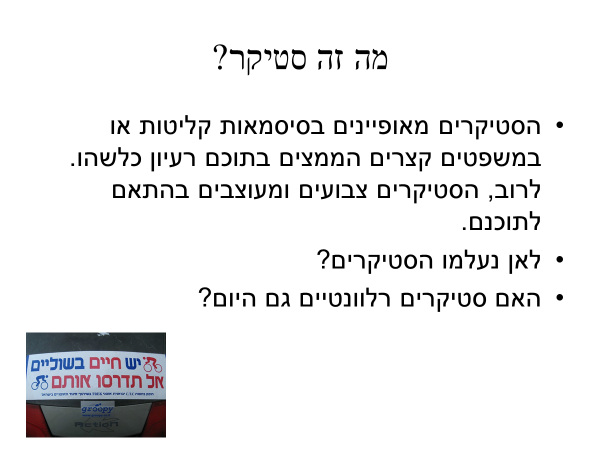 מה זה סטיקר?
• הסטיקרים מאופיינים בסיסמאות קליטות או
במשפטים קצרים הממצים בתוכם רעיון כלשהו.
לרוב, הסטיקרים צבועים ומעוצבים בהתאם
לתוכנם.
• לאן נעלמו הסטיקרים?
• האם סטיקרים רלוונטיים גם היום?
יש חיים בשוליים
אל תדרסו אותם
groopy